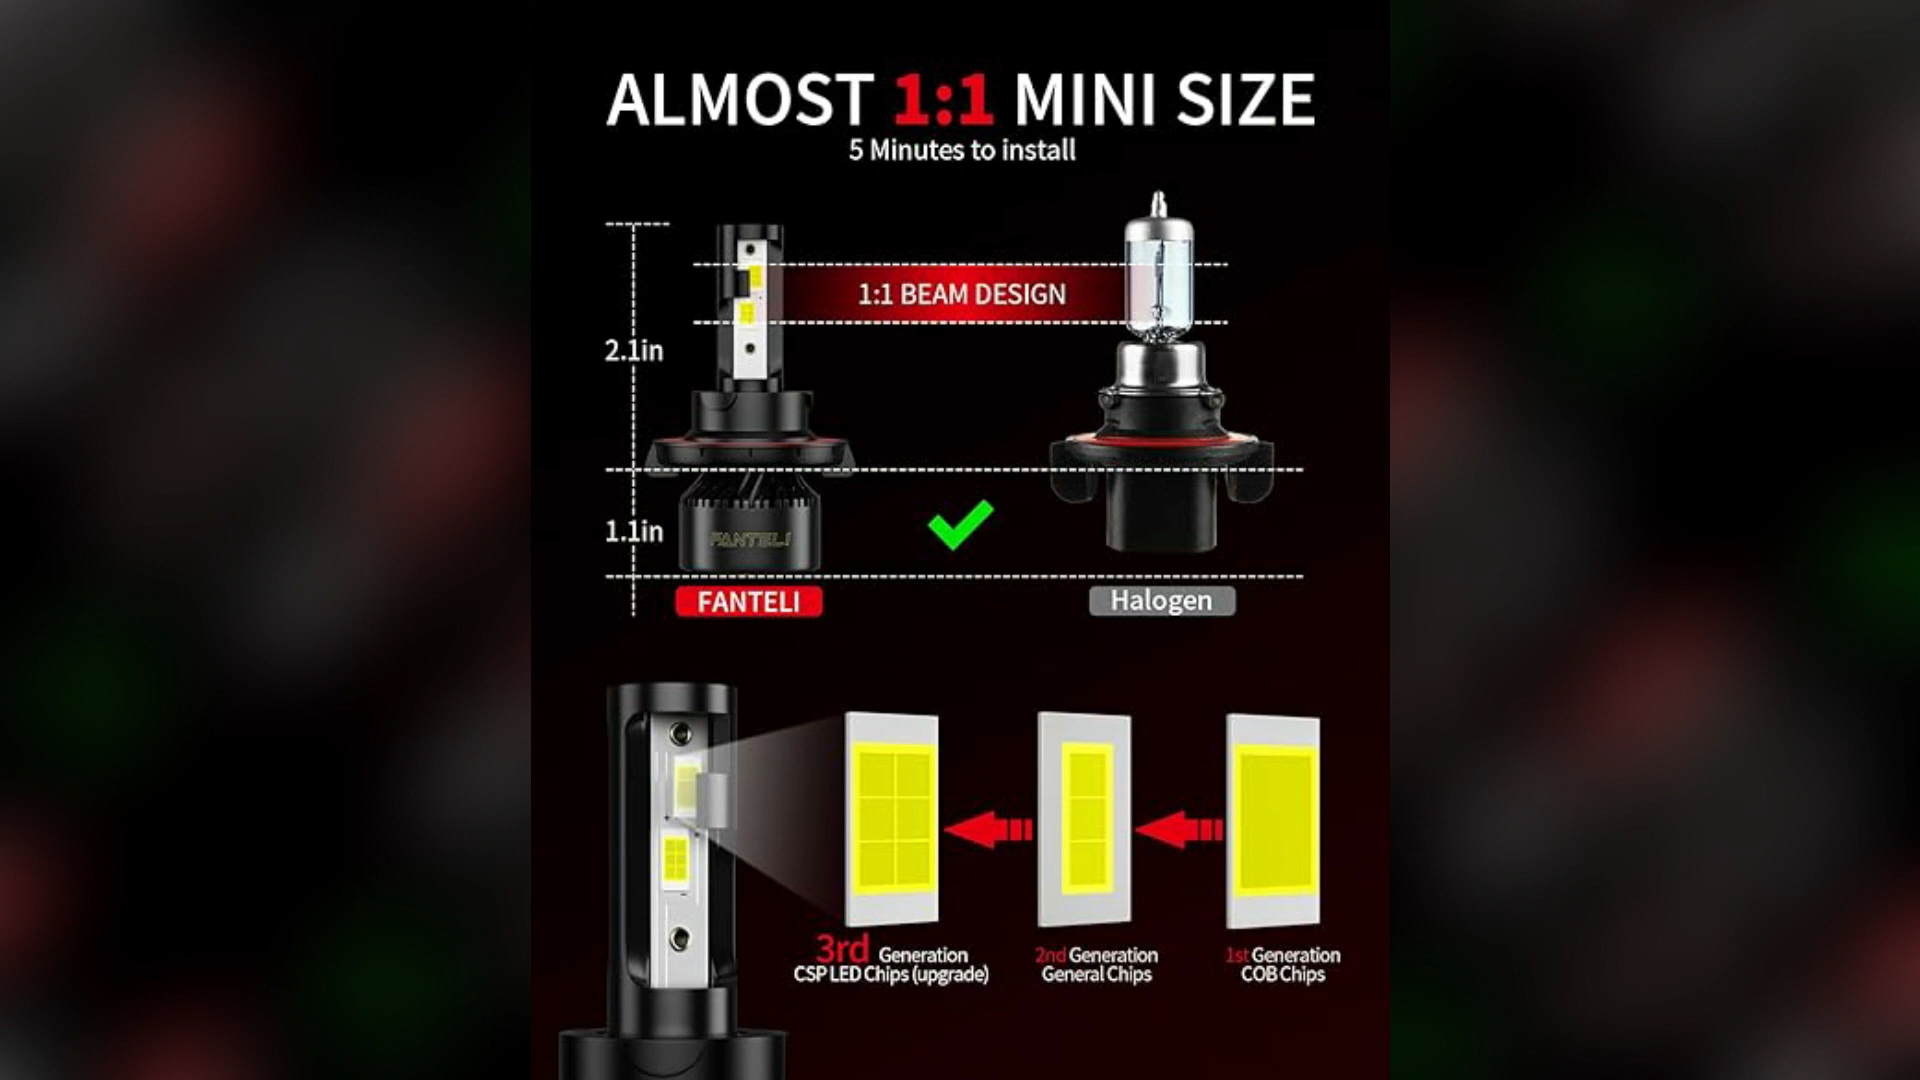 ALMOST 1:1 MINI SIZE
5 Minutes to install
1:1 BEAM DESIGN
2.1in
1.1in
FANTELI
FANTELI
Halogen
3rd Generation
CSP LED Chips (upgrade)
2nd Generation
General Chips
1st Generation
COB Chips